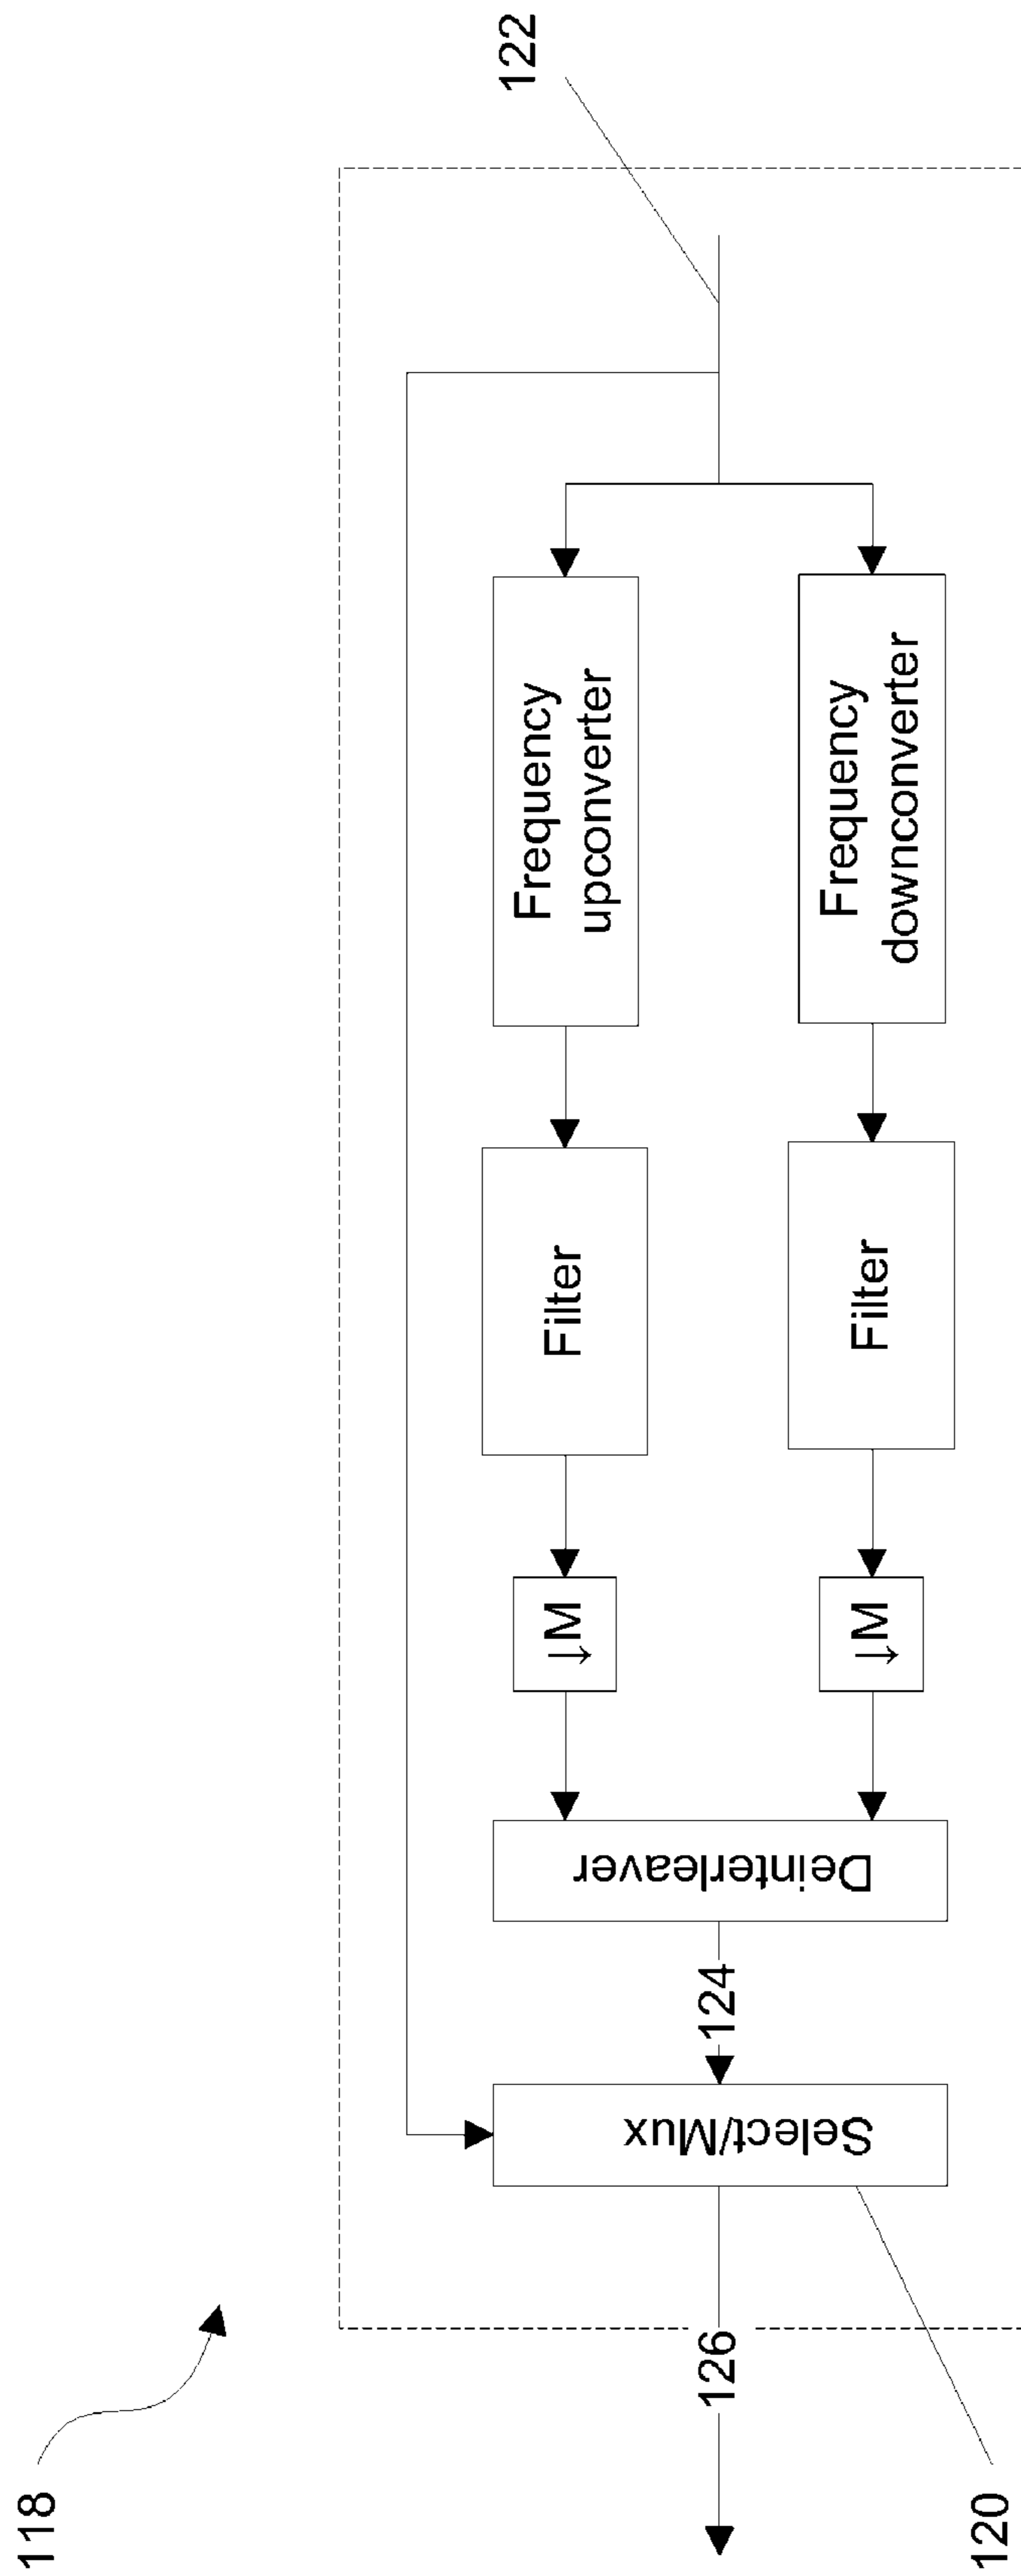 118
122
Frequency
upconverter
Filter
↓M
Deinterleaver
Select/Mux
124
126
Frequency
downconverter
Filter
↓M
120